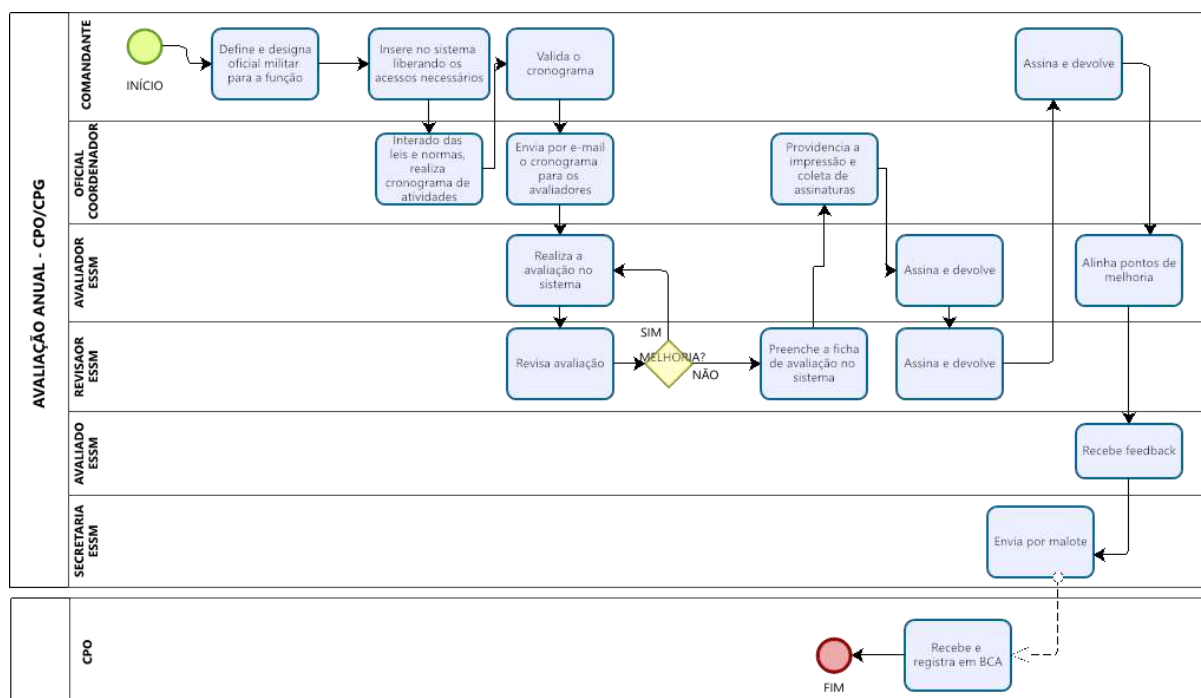 AVALIAÇÃO ANUAL - CPO/CPG
COMANDANTE
INÍCIO
Define e designa
oficial militar
para a função
Insere no sistema
liberando os
acessos necessários
Valida o
cronograma
Assina e devolve
OFICIAL
COORDENADOR
Interado das
leis e normas,
realiza
cronograma de
atividades
Envia por e-mail
o cronograma
para os
avaliadores
Providencia a
impressão e
coleta de
assinaturas
AVALIADOR
ESSM
Realiza a
avaliação no
sistema
Assina e devolve
Alinha pontos de
melhoria
REVISADOR
ESSM
Revisa avaliação
SIM
MELHORIA?
NÃO
Preenche a ficha
de avaliação no
sistema
Assina e devolve
AVALIADO
ESSM
Recebe feedback
SECRETARIA
ESSM
Envia por malote
CPO
FIM
Recebe e
registra em BCA